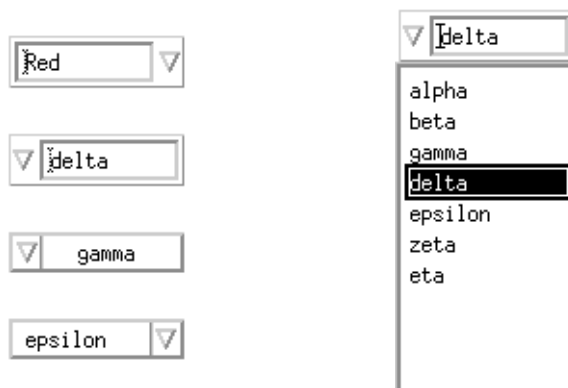 Red
delta
gamma
epsilon
delta
alpha
beta
gamma
delta
epsilon
zeta
eta